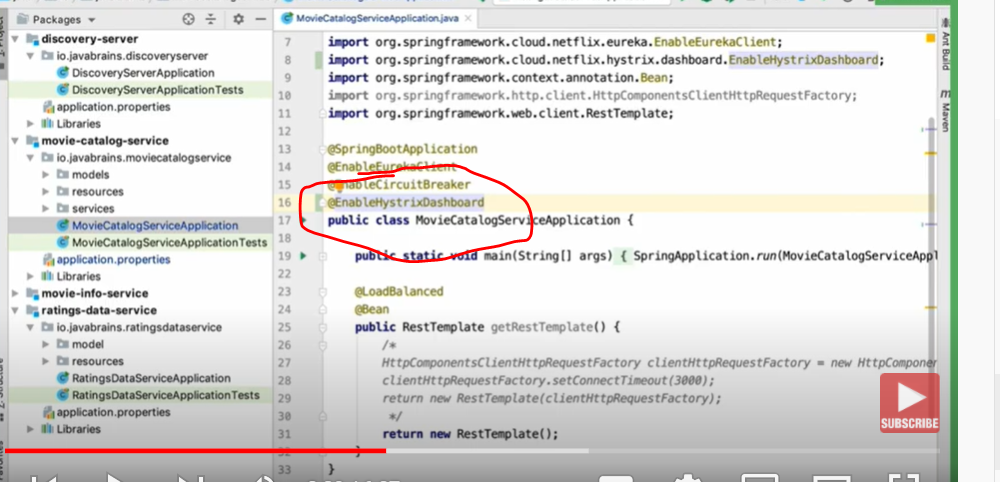 Packages
MovieCatalogServiceApplication.java
discovery-server
io.javabrains.discoveryserver
DiscoveryServerApplication
DiscoveryServerApplicationTests
application.properties
Libraries
movie-catalog-service
io.javabrains.moviecatalogservice
models
resources
services
MovieCatalogServiceApplication
MovieCatalogServiceApplicationTests
application.properties
Libraries
movie-info-service
ratings-data-service
io.javabrains.ratingsdataservice
model
resources
RatingsDataServiceApplication
RatingsDataServiceApplicationTests
application.properties
Libraries
7 import org.springframework.cloud.netflix.eureka.EnableEurekaClient;
8 import org.springframework.cloud.netflix.hystrix.dashboard.EnableHystrixDashboard;
9 import org.springframework.context.annotation.Bean;
10 import org.springframework.http.client.HttpComponentsClientHttpRequestFactory;
11 import org.springframework.web.client.RestTemplate;
12
13 @SpringBootApplication
14 @EnableEurekaClient
15 @EnableCircuitBreaker
16 @EnableHystrixDashboard
17 public class MovieCatalogServiceApplication {
18
19 public static void main(String[] args) { SpringApplication.run(MovieCatalogServiceAppl
22
23 @LoadBalanced
24 @Bean
25 public RestTemplate getRestTemplate() {
26 /*
27 HttpComponentsClientHttpRequestFactory clientHttpRequestFactory = new HttpComponen
28 clientHttpRequestFactory.setConnectTimeout(3000);
29 return new RestTemplate(clientHttpRequestFactory);
30 */
31 return new RestTemplate();
32 }
33 }
Ant Build
Maven
SUBSCRIBE